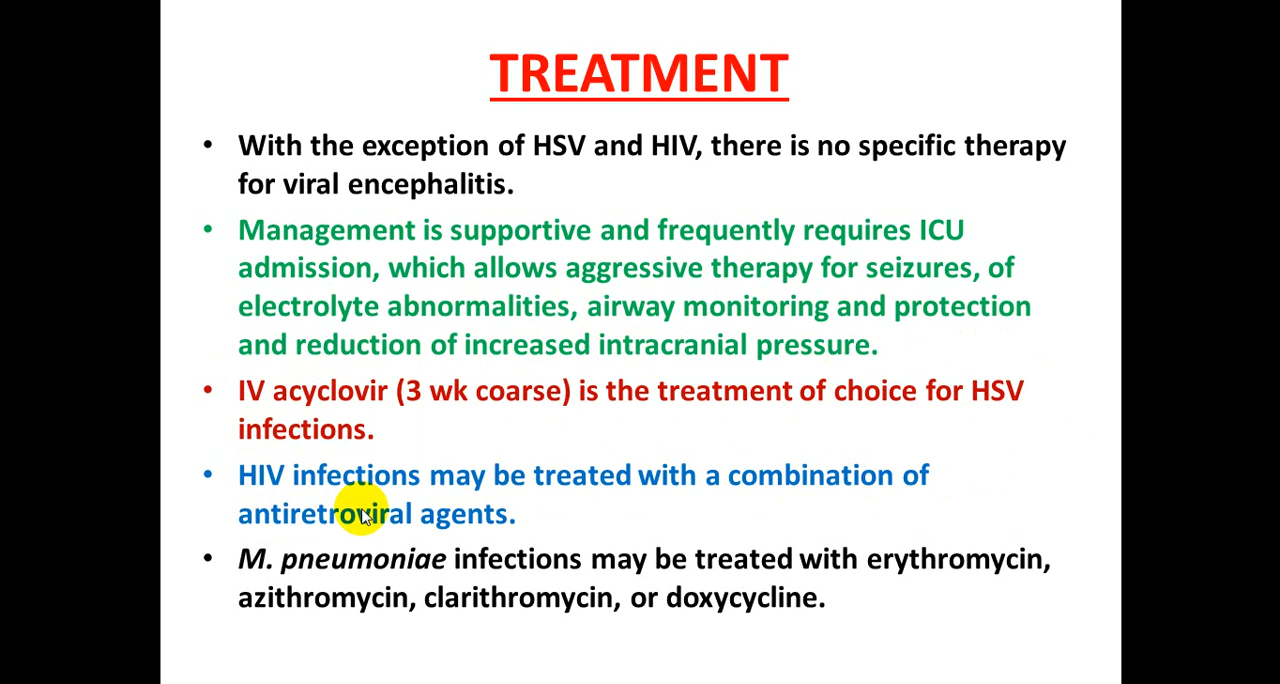 TREATMENT
• With the exception of HSV and HIV, there is no specific therapy
for viral encephalitis.
• Management is supportive and frequently requires ICU
admission, which allows aggressive therapy for seizures, of
electrolyte abnormalities, airway monitoring and protection
and reduction of increased intracranial pressure.
• IV acyclovir (3 wk coarse) is the treatment of choice for HSV
infections.
• HIV infections may be treated with a combination of
antiretroviral agents.
• M. pneumoniae infections may be treated with erythromycin,
azithromycin, clarithromycin, or doxycycline.